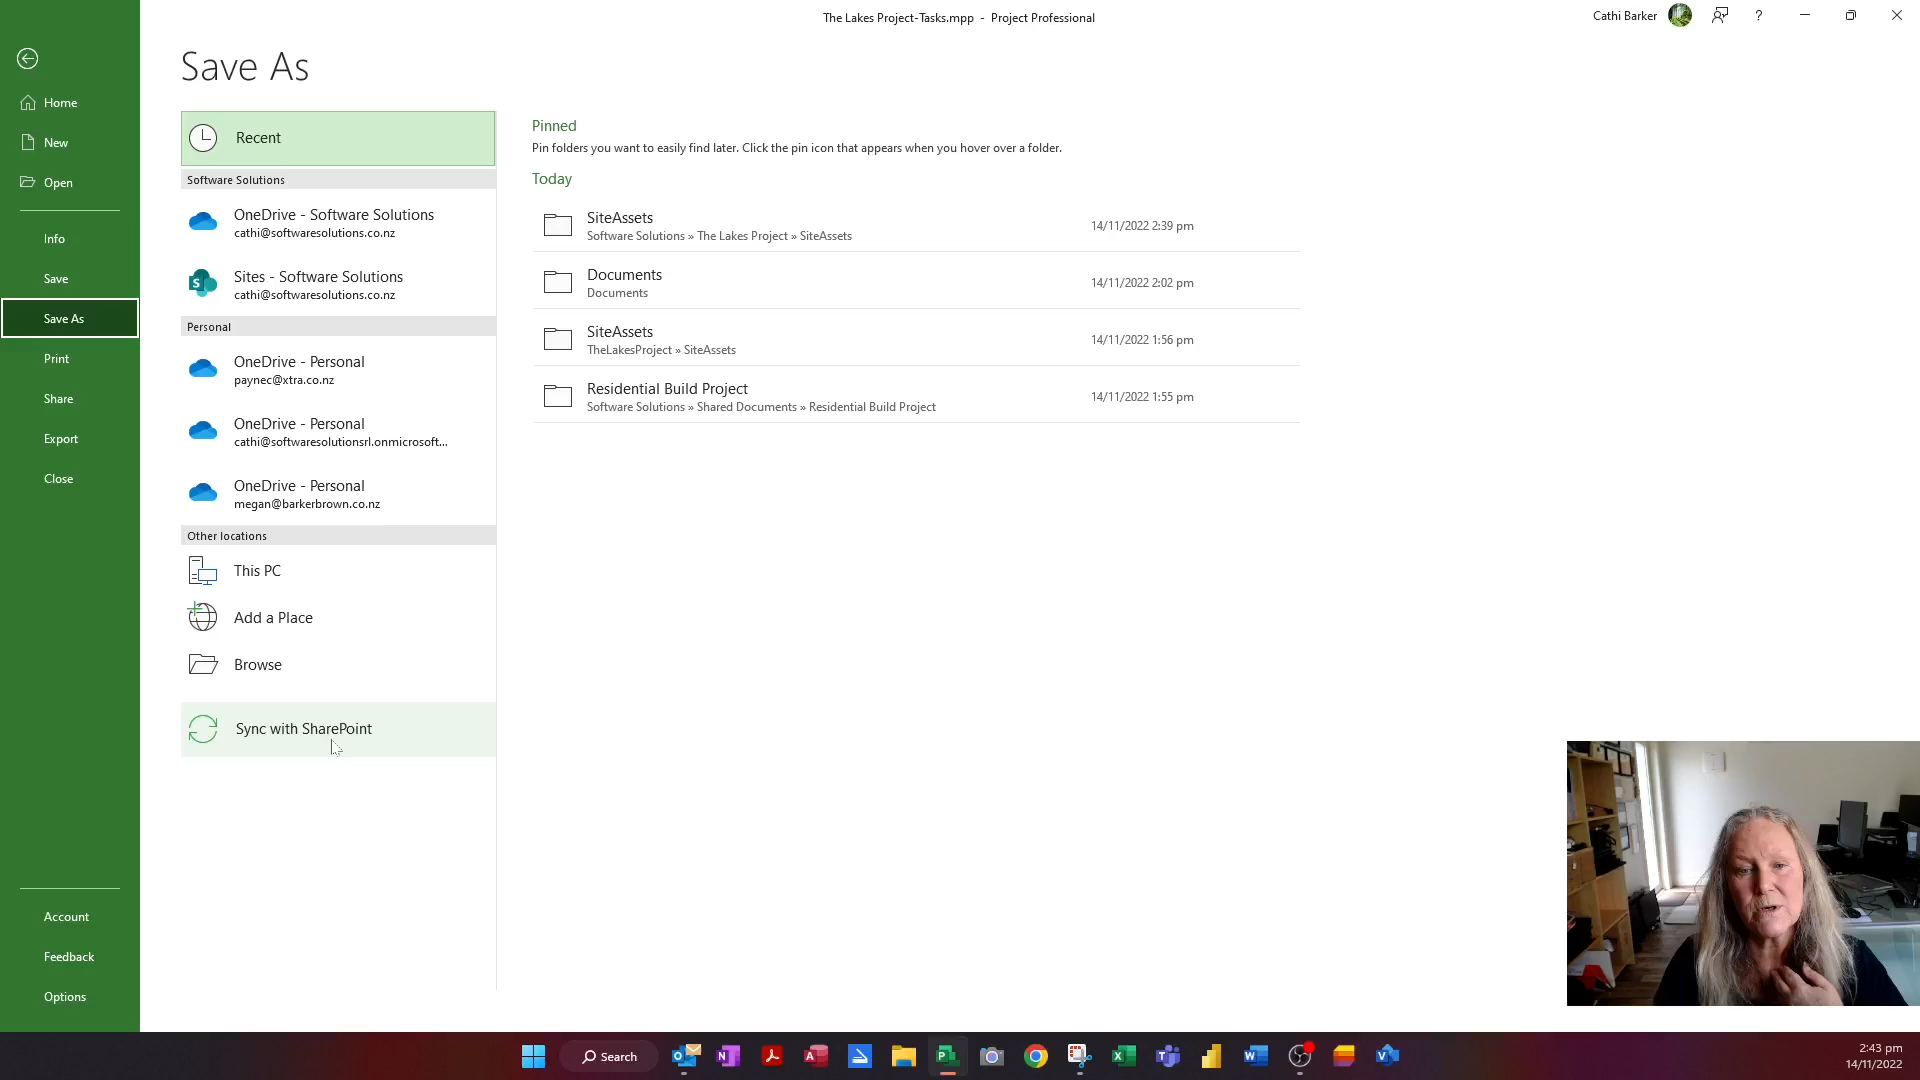 The Lakes Project-Tasks.mpp - Project Professional
Cathi Barker
?
Save As
Home
New
Open
Info
Save
Save As
Print
Share
Export
Close
Account
Feedback
Options
Recent
Software Solutions
OneDrive - Software Solutions
cathi@softwaresolutions.co.nz
Sites - Software Solutions
cathi@softwaresolutions.co.nz
Personal
OneDrive - Personal
paynec@xtra.co.nz
OneDrive - Personal
cathi@softwaresolutionsrl.onmicrosoft...
OneDrive - Personal
megan@barkerbrown.co.nz
Other locations
This PC
Add a Place
Browse
Sync with SharePoint
Pinned
Pin folders you want to easily find later. Click the pin icon that appears when you hover over a folder.
Today
SiteAssets
14/11/2022 2:39 pm
Software Solutions » The Lakes Project » SiteAssets
Documents
14/11/2022 2:02 pm
Documents
SiteAssets
14/11/2022 1:56 pm
TheLakesProject » SiteAssets
Residential Build Project
14/11/2022 1:55 pm
Software Solutions » Shared Documents » Residential Build Project
Search
2:43 pm
14/11/2022